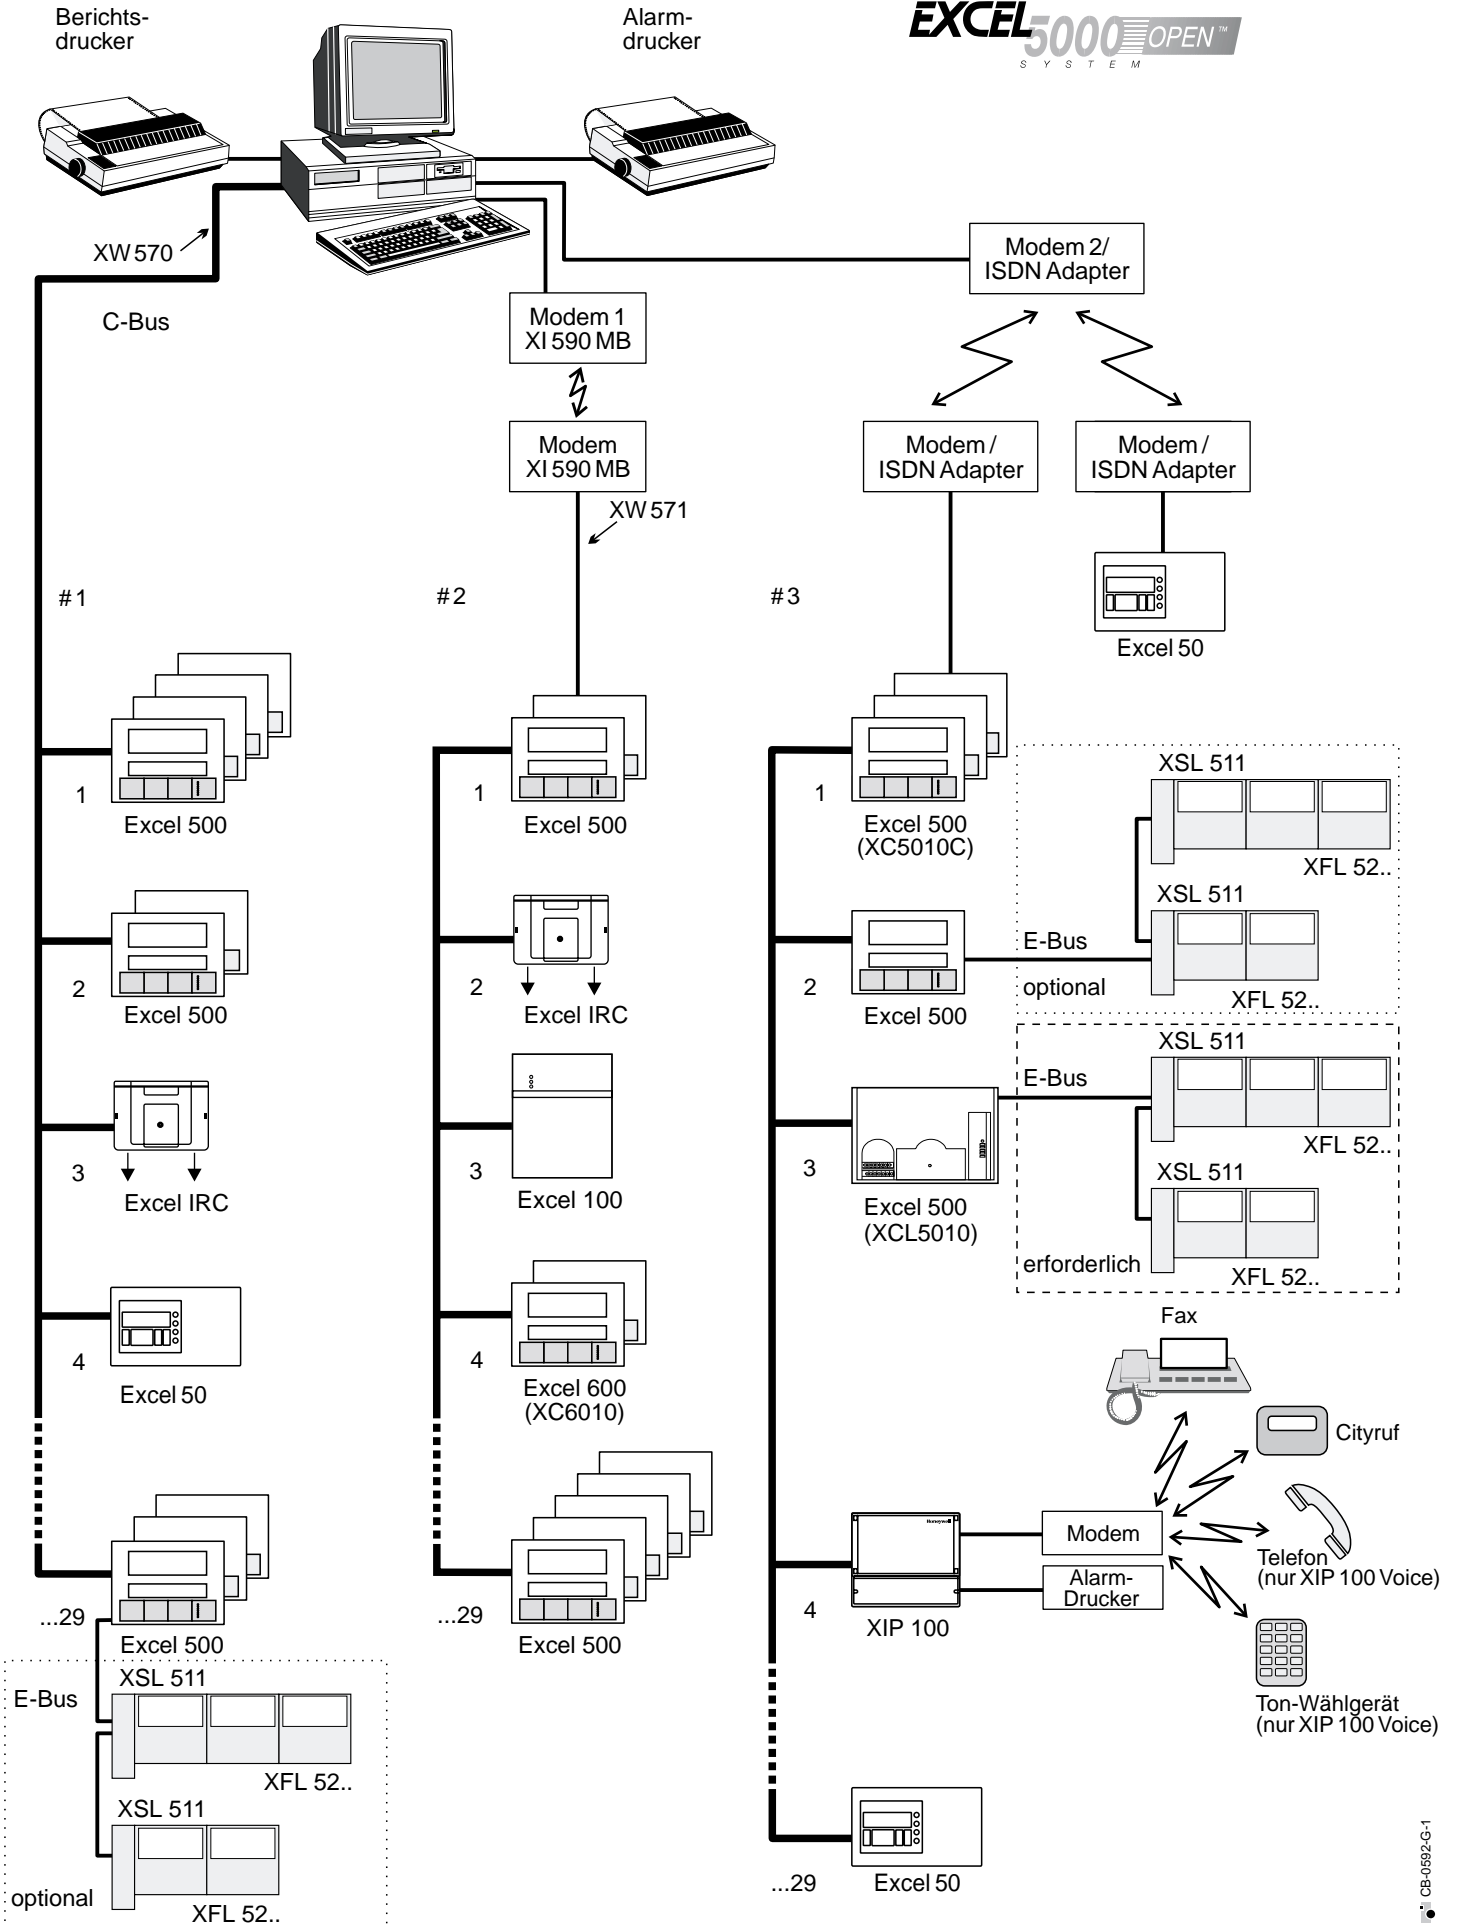 Berichts-
drucker
Alarm-
drucker
EXCEL
5000 OPEN™
SYSTEM
XW 570
C-Bus
Modem 2/
ISDN Adapter
Modem 1
XI 590 MB
Modem
XI 590 MB
XW 571
Modem /
ISDN Adapter
Modem /
ISDN Adapter
Excel 50
#1
#2
#3
1
Excel 500
2
Excel 500
3
Excel IRC
4
Excel 50
...29
Excel 500
E-Bus
XSL 511
XFL 52..
XSL 511
optional
XFL 52..
1
Excel 500
2
Excel IRC
3
Excel 100
4
Excel 600
(XC6010)
...29
Excel 500
1
Excel 500
(XC5010C)
XSL 511
XFL 52..
XSL 511
E-Bus
optional
XFL 52..
2
Excel 500
XSL 511
E-Bus
XFL 52..
XSL 511
erforderlich
XFL 52..
3
Excel 500
(XCL5010)
Fax
Cityruf
Honeywell
Modem
Telefon
(nur XIP 100 Voice)
Alarm-
Drucker
4
XIP 100
Ton-Wählgerät
(nur XIP 100 Voice)
...29
Excel 50
CB-0592-G-1